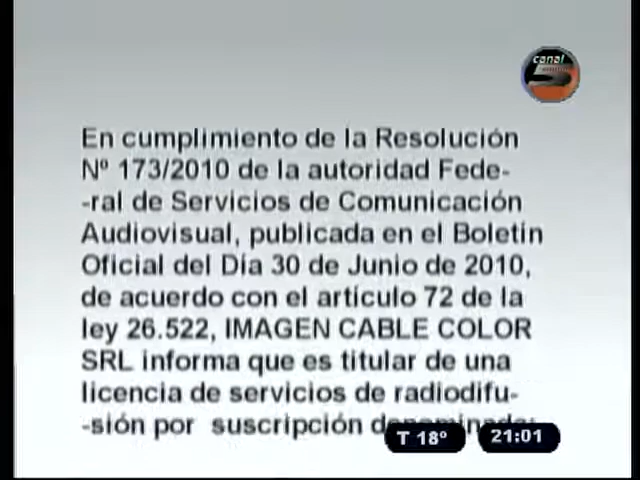 canal
5
En cumplimiento de la Resolución
Nº 173/2010 de la autoridad Fede-
-ral de Servicios de Comunicación
Audiovisual, publicada en el Boletín
Oficial del Día 30 de Junio de 2010,
de acuerdo con el artículo 72 de la
ley 26.522, IMAGEN CABLE COLOR
SRL informa que es titular de una
licencia de servicios de radiodifu-
-sión por suscripción
T 18º
21:01